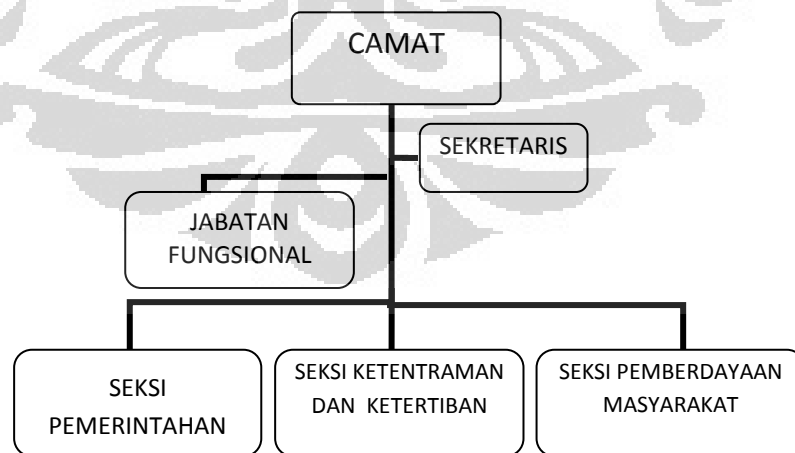 CAMAT
SEKRETARIS
JABATAN
FUNGSIONAL
SEKSI
PEMERINTAHAN
SEKSI KETENTRAMAN
DAN KETERTIBAN
SEKSI PEMBERDAYAAN
MASYARAKAT